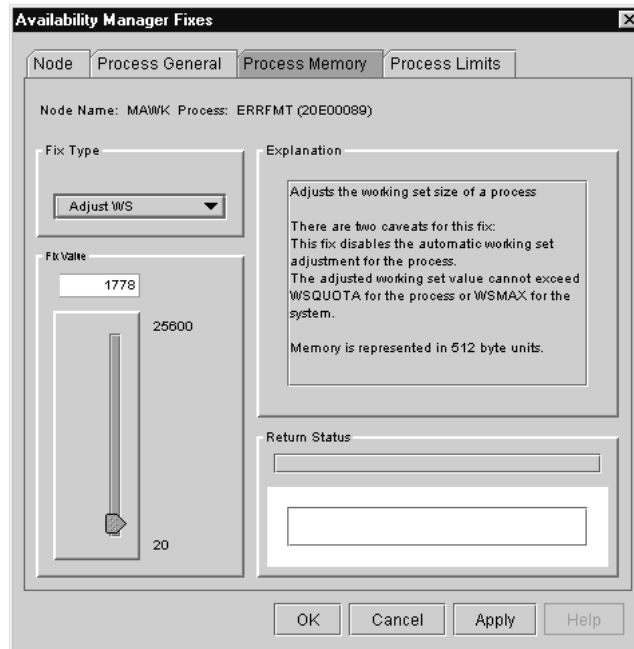 Availability Manager Fixes
Node
Process General
Process Memory
Process Limits
Node Name: MAWK Process: ERRFMT (20E00089)
Fix Type
Adjust WS
Fix Value
1778
25600
20
Explanation
Adjusts the working set size of a process
There are two caveats for this fix:
This fix disables the automatic working set
adjustment for the process.
The adjusted working set value cannot exceed
WSQUOTA for the process or WSMAX for the
system.
Memory is represented in 512 byte units.
Return Status
OK
Cancel
Apply
Help